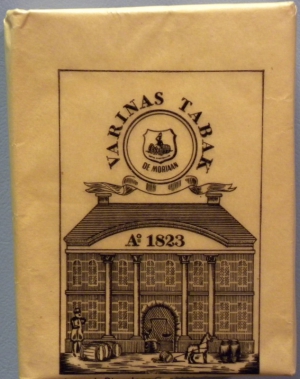 VARINAS TABAK
DE MORIAAN
Aº 1823